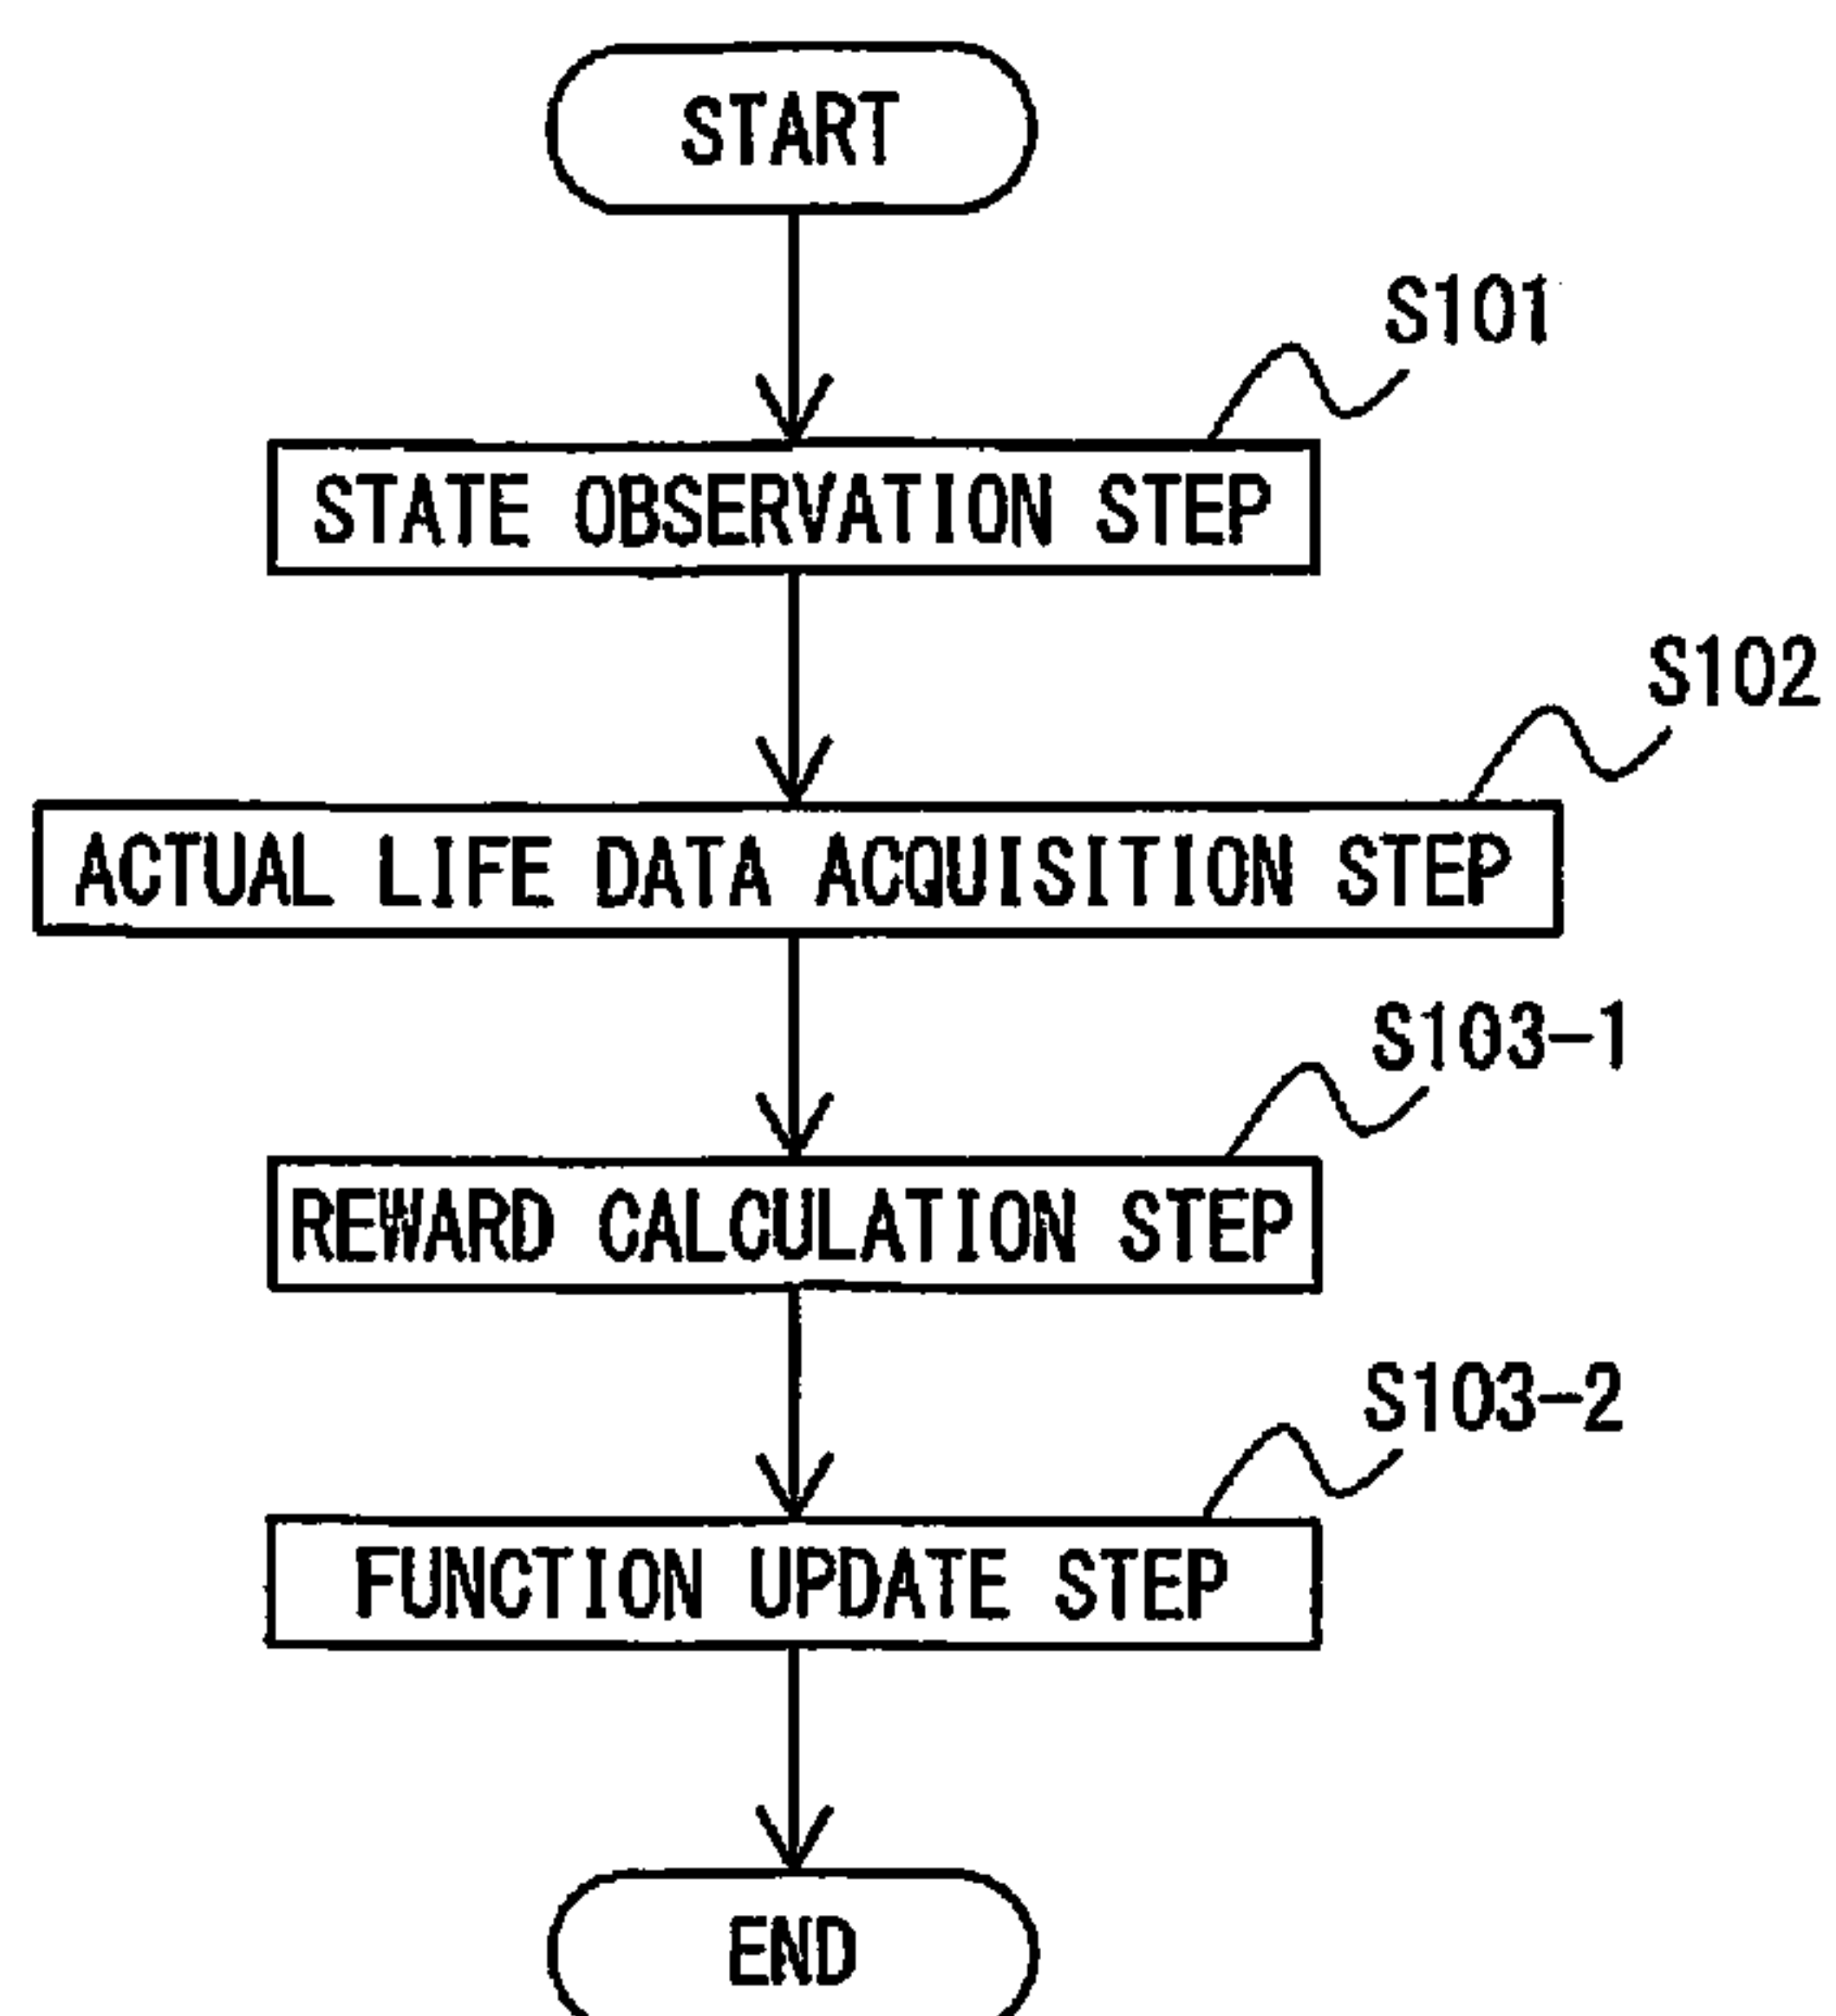 START
S101
STATE OBSERVATION STEP
S102
ACTUAL LIFE DATA ACQUISITION STEP
S103-1
REWARD CALCULATION STEP
S103-2
FUNCTION UPDATE STEP
END